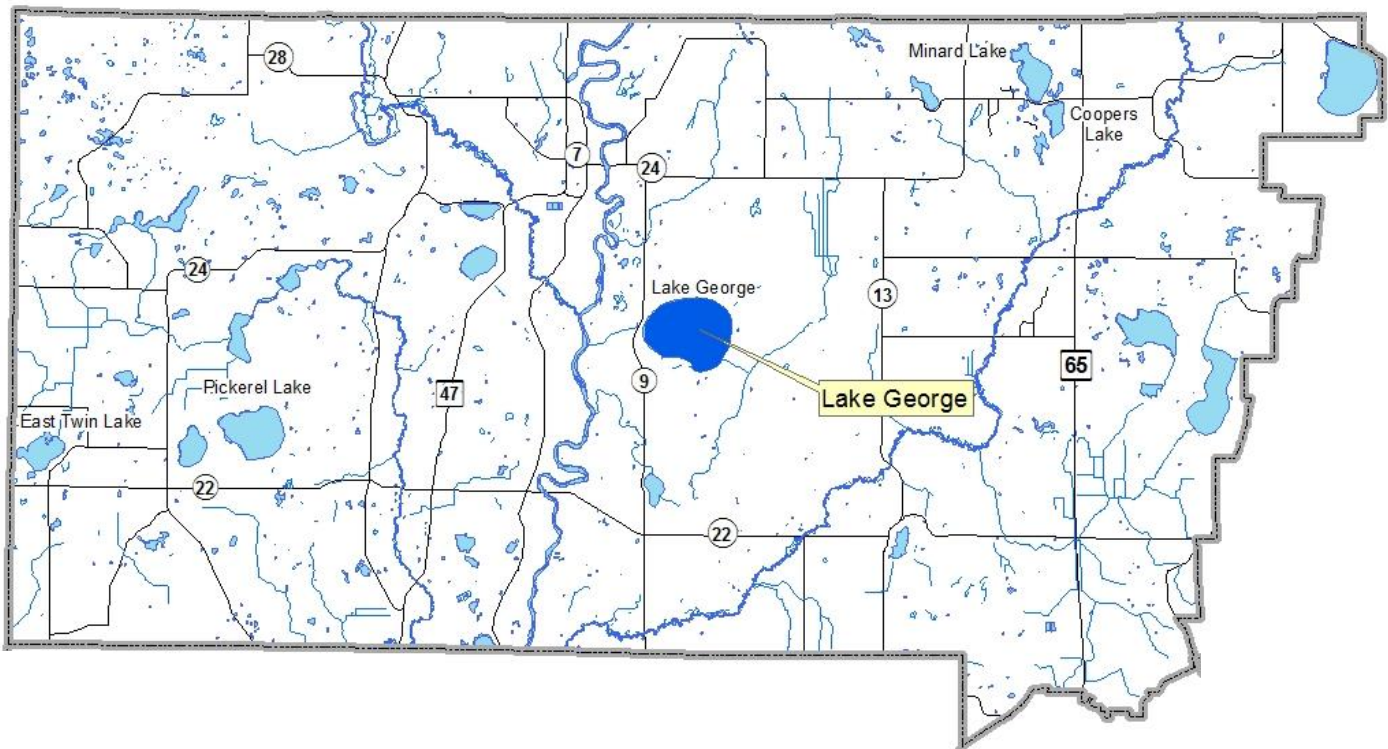 Minard Lake
28
Coopers
Lake
7
24
24
Lake George
13
65
47
9
Lake George
Pickerel Lake
East Twin Lake
22
22